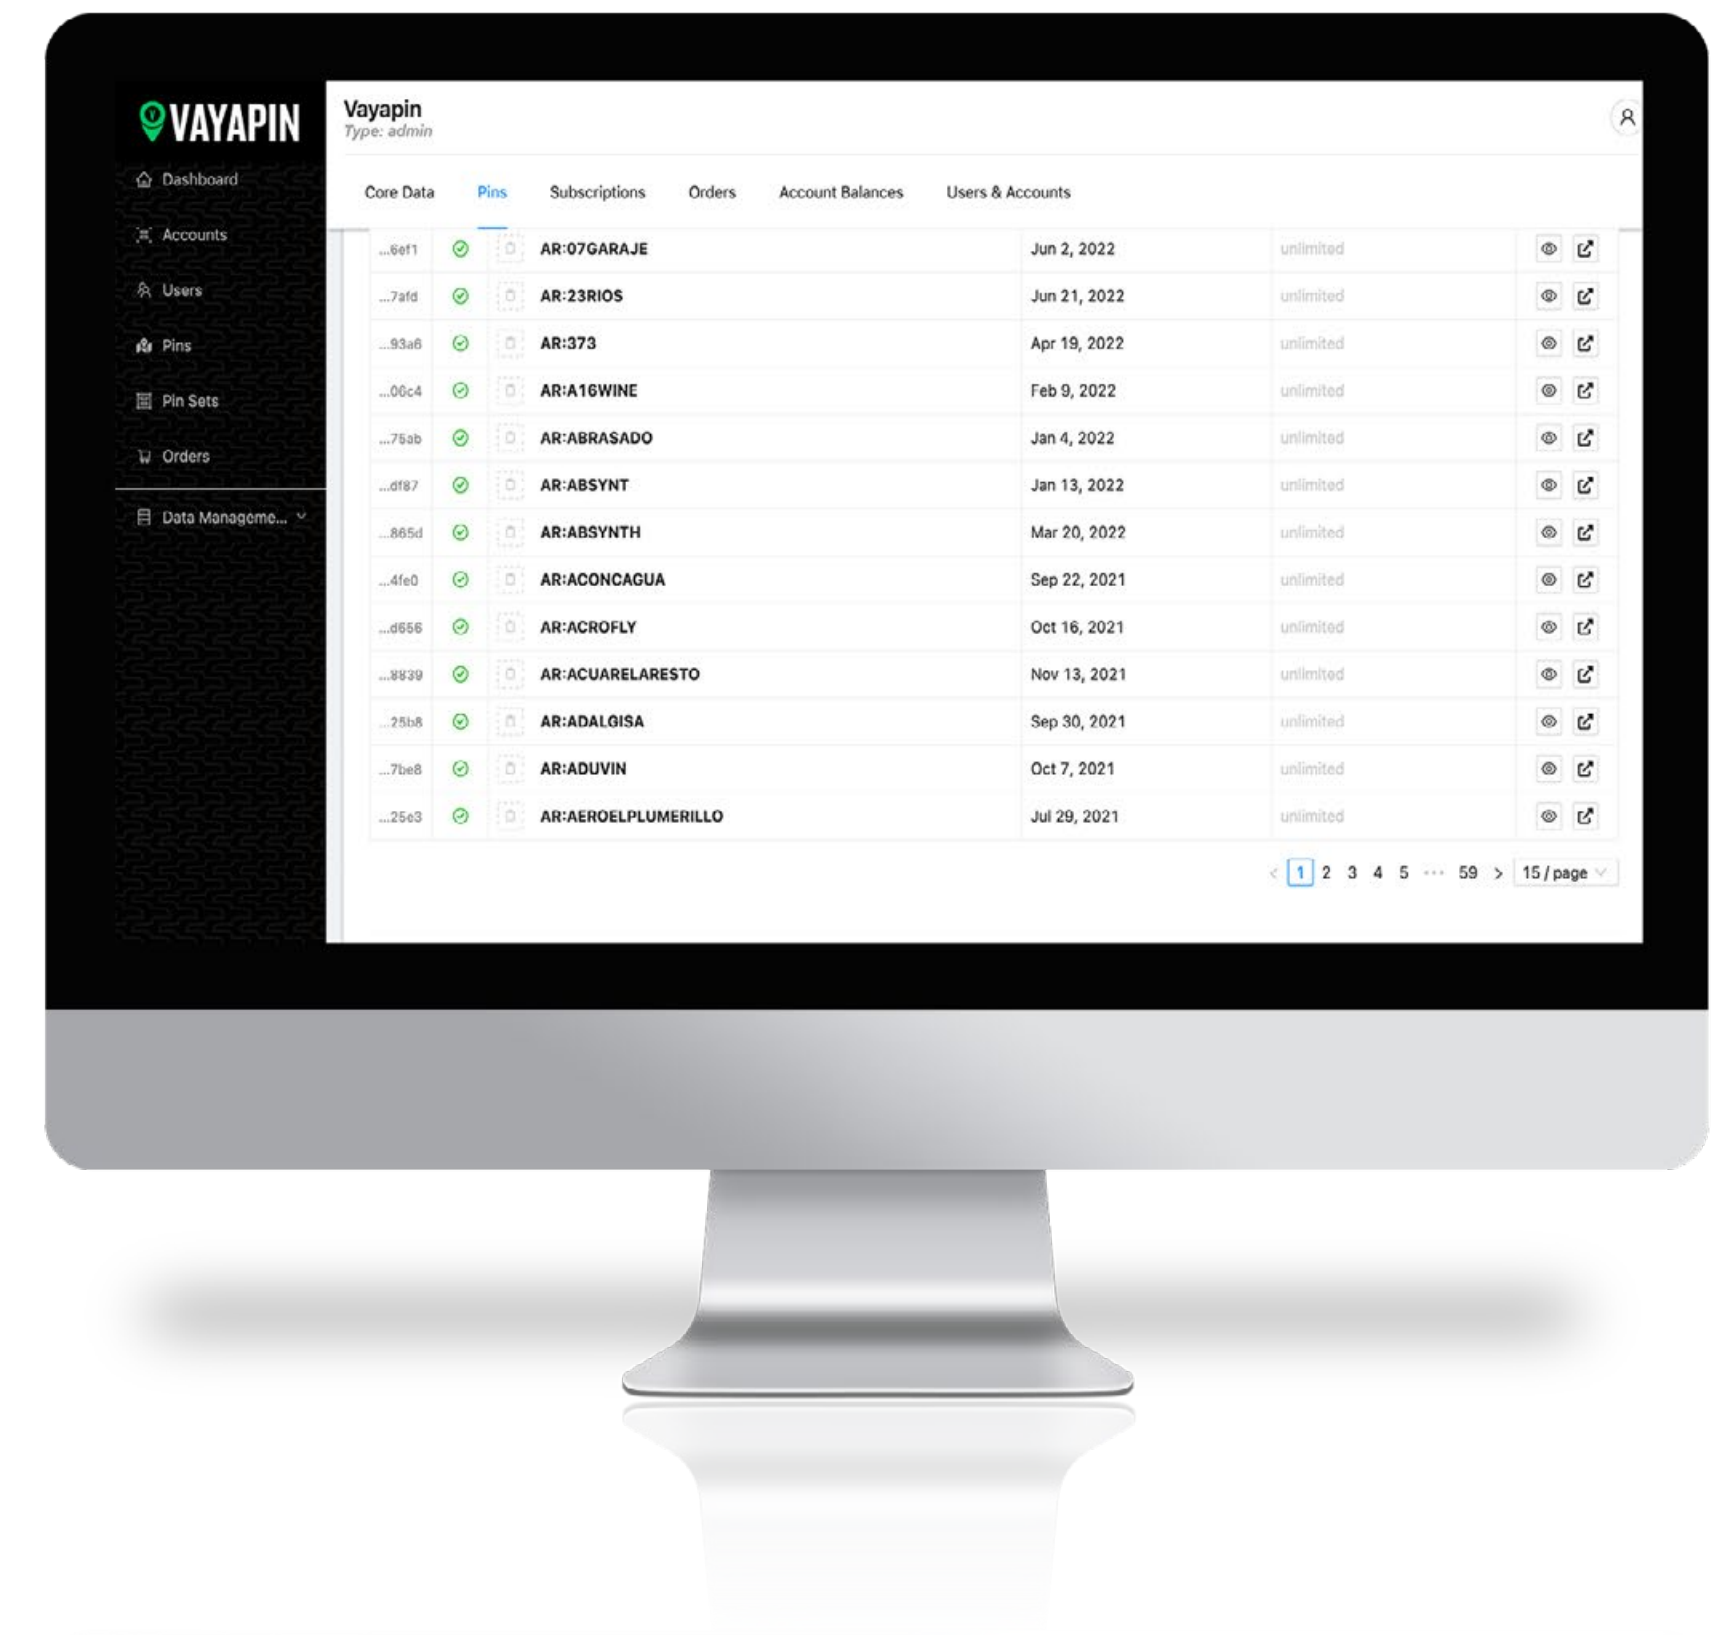 VAYAPIN
Vayapin
Type: admin
Dashboard
Accounts
Users
Pins
Pin Sets
Orders
Data Manageme...
Core Data Pins Subscriptions Orders Account Balances Users & Accounts
...6ef1 AR:07GARAJE Jun 2, 2022 unlimited
...7afd AR:23RIOS Jun 21, 2022 unlimited
...93a6 AR:373 Apr 19, 2022 unlimited
...06c4 AR:A16WINE Feb 9, 2022 unlimited
...75ab AR:ABRASADO Jan 4, 2022 unlimited
...df87 AR:ABSYNT Jan 13, 2022 unlimited
...865d AR:ABSYNTH Mar 20, 2022 unlimited
...4fe0 AR:ACONCAGUA Sep 22, 2021 unlimited
...d656 AR:ACROFLY Oct 16, 2021 unlimited
...8839 AR:ACUARELARESTO Nov 13, 2021 unlimited
...25b8 AR:ADALGISA Sep 30, 2021 unlimited
...7be8 AR:ADUVIN Oct 7, 2021 unlimited
...25e3 AR:AEROELPLUMERILLO Jul 29, 2021 unlimited
< 1 2 3 4 5 ... 59 > 15 / page